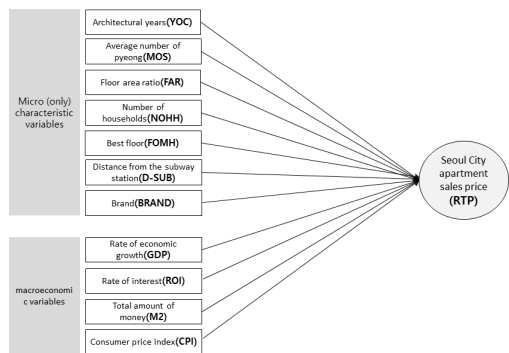 Micro (only)
characteristic
variables
Architectural years(YOC)
Average number of
pyeong(MOS)
Floor area ratio(FAR)
Number of
households(NOHH)
Best floor(FOMH)
Distance from the subway
station(D-SUB)
Brand(BRAND)
macroeconomi
c variables
Rate of economic
growth(GDP)
Rate of interest(ROI)
Total amount of
money(M2)
Consumer price index(CPI)
Seoul City
apartment
sales price
(RTP)